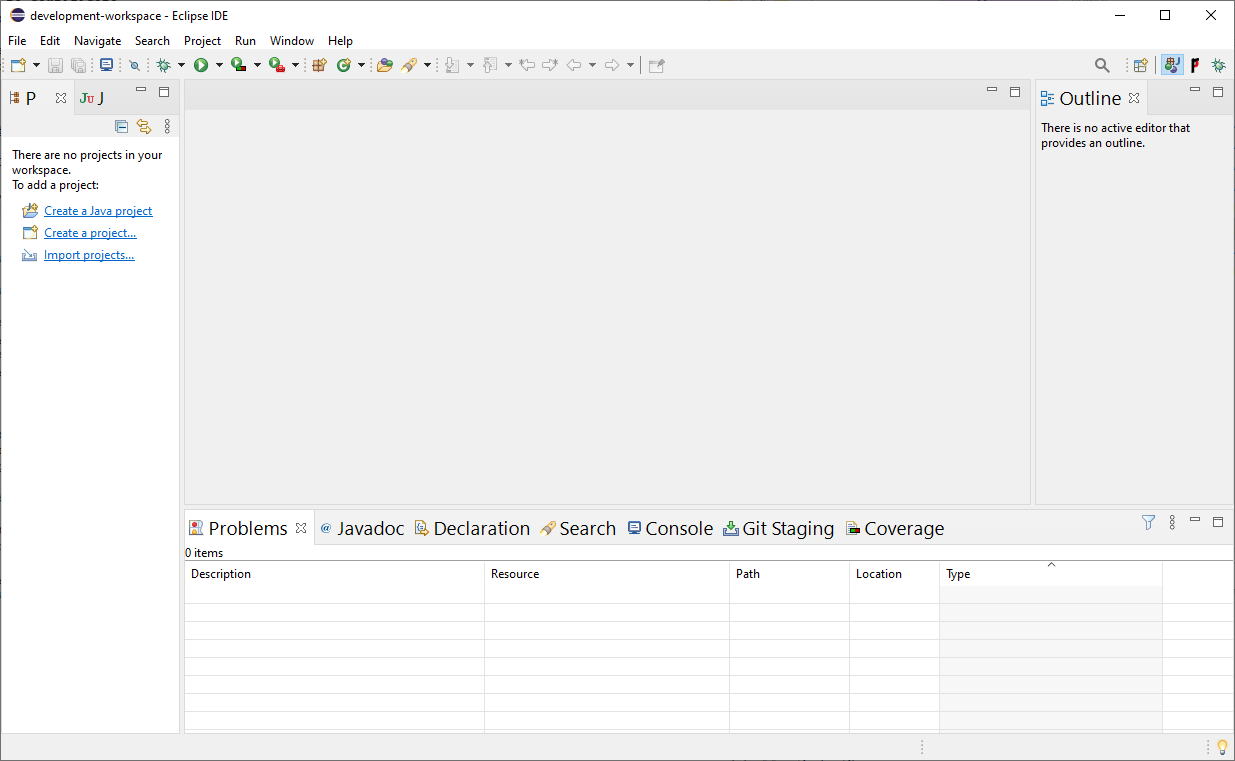 development-workspace - Eclipse IDE
File Edit Navigate Search Project Run Window Help
P Ju J
Outline
There are no projects in your
workspace.
To add a project:
Create a Java project
Create a project...
Import projects...
There is no active editor that
provides an outline.
Problems @ Javadoc Declaration Search Console Git Staging Coverage
0 items
Description Resource Path Location Type